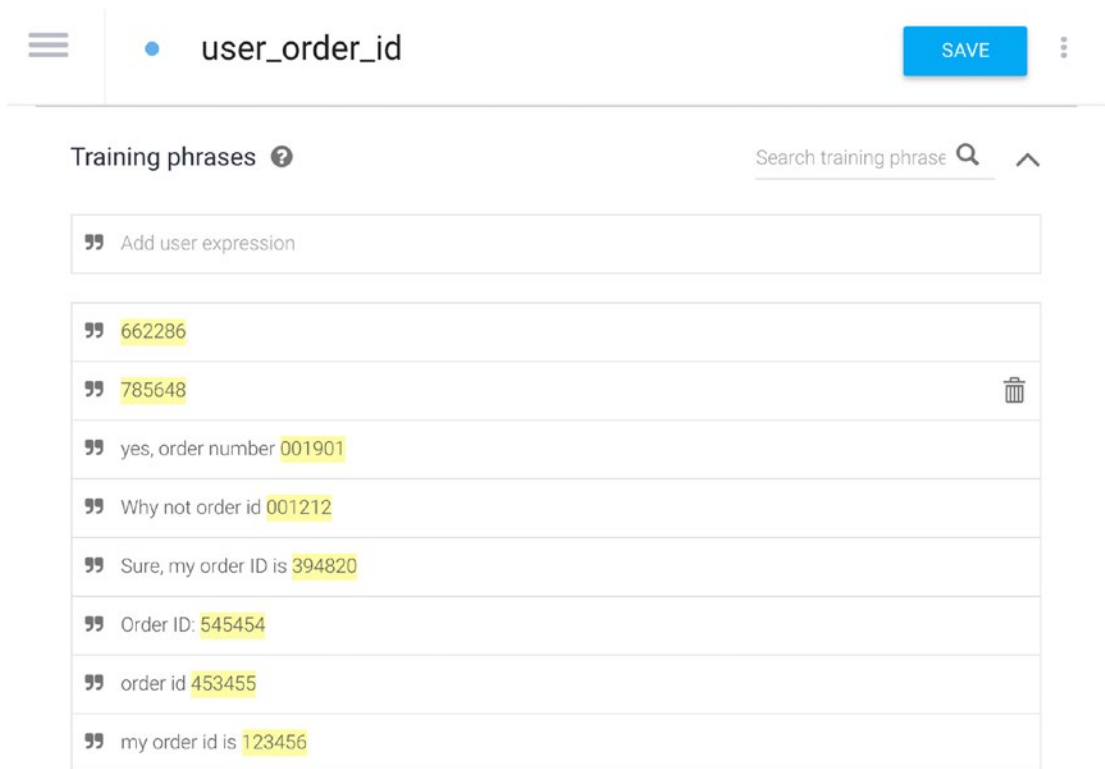 user_order_id
SAVE
Training phrases ?
Search training phrase
Add user expression
662286
785648
yes, order number 001901
Why not order id 001212
Sure, my order ID is 394820
Order ID: 545454
order id 453455
my order id is 123456